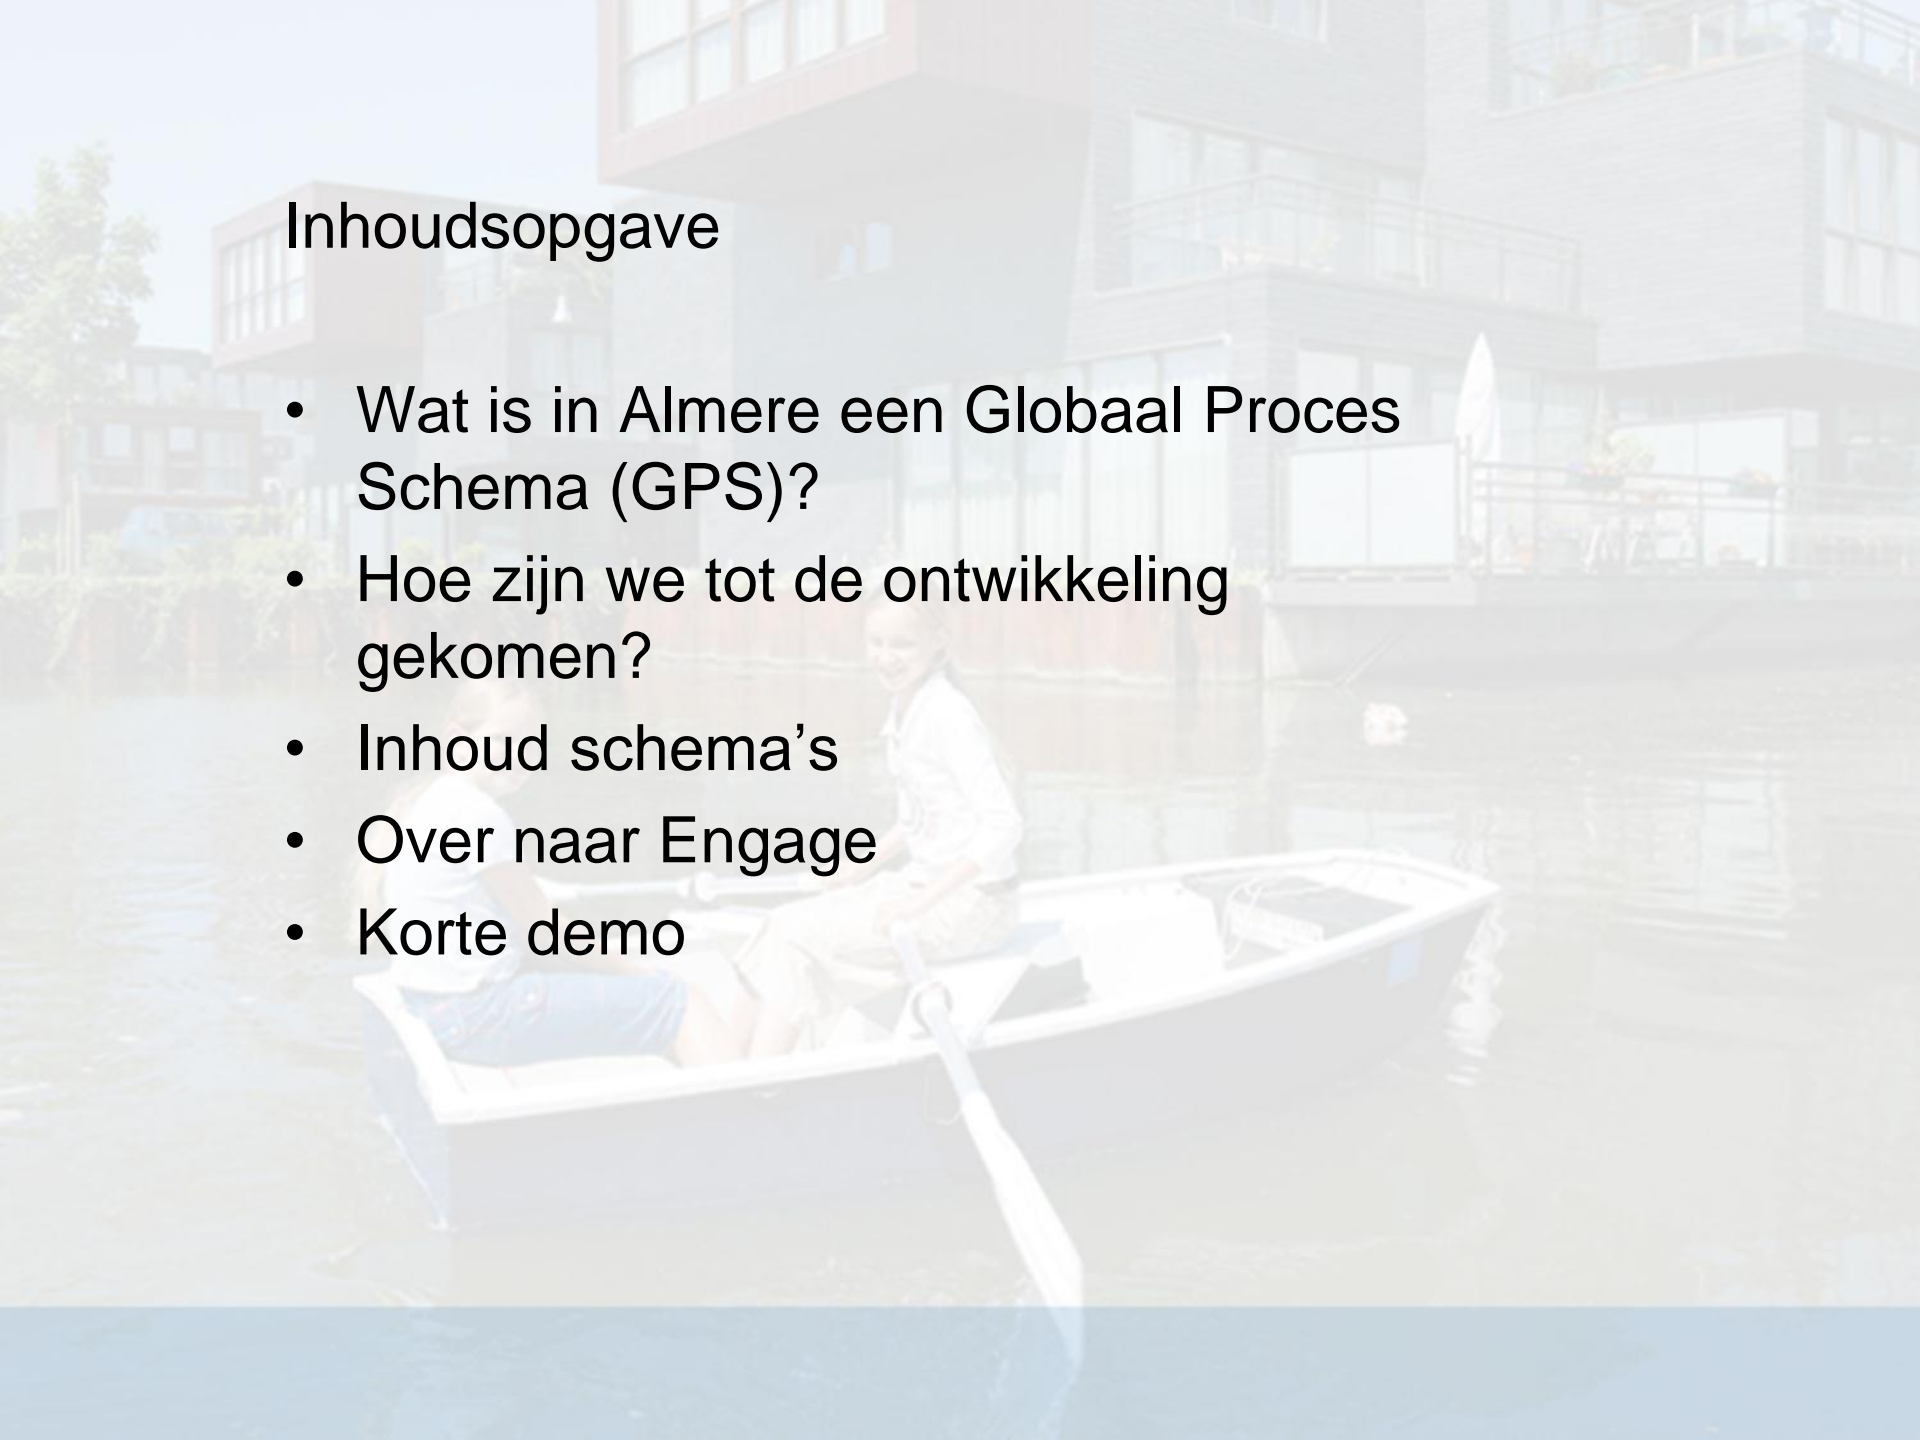 Inhoudsopgave
• Wat is in Almere een Globaal Proces
Schema (GPS)?
• Hoe zijn we tot de ontwikkeling
gekomen?
• Inhoud schema’s
• Over naar Engage
• Korte demo